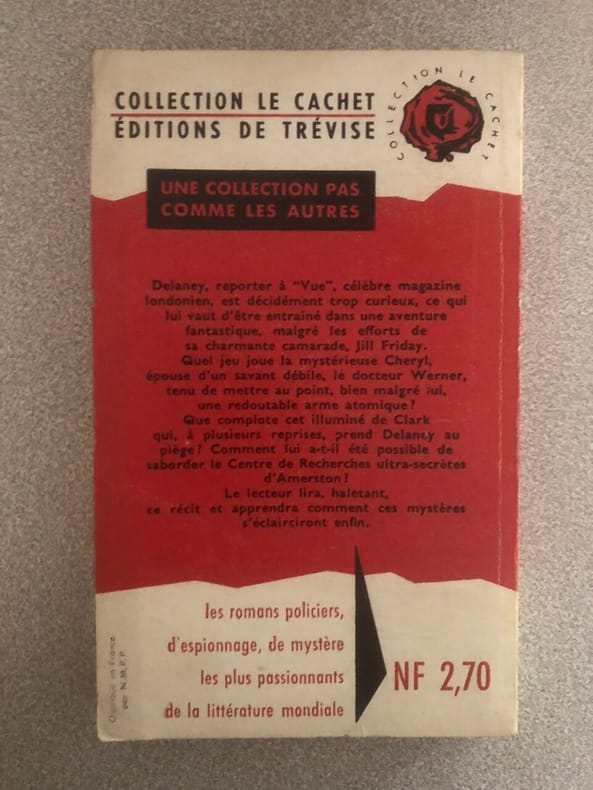 COLLECTION LE CACHET
ÉDITIONS DE TRÉVISE
COLLECTION LE CACHET
UNE COLLECTION PAS
COMME LES AUTRES
Delaney, reporter à "Vue", célèbre magazine
londonien, est décidément trop curieux, ce qui
lui vaut d'être entrainé dans une aventure
fantastique, malgré les efforts de
sa charmante camarade, Jill Friday.
Quel jeu joue la mystérieuse Cheryl,
épouse d'un savant débile, le docteur Werner,
tenu de mettre au point, bien malgré lui,
une redoutable arme atomique ?
Que complote cet illuminé de Clark
qui, à plusieurs reprises, prend Delaney au
piège ? Comment lui a-t-il été possible de
saborder le Centre de Recherches ultra-secrètes
d'Amerston ?
Le lecteur lira, haletant,
ce récit et apprendra comment ces mystères
s'éclairciront enfin.
les romans policiers,
d'espionnage, de mystère
les plus passionnants
de la littérature mondiale
NF 2,70
Distribué en France
par N.M.P.P.